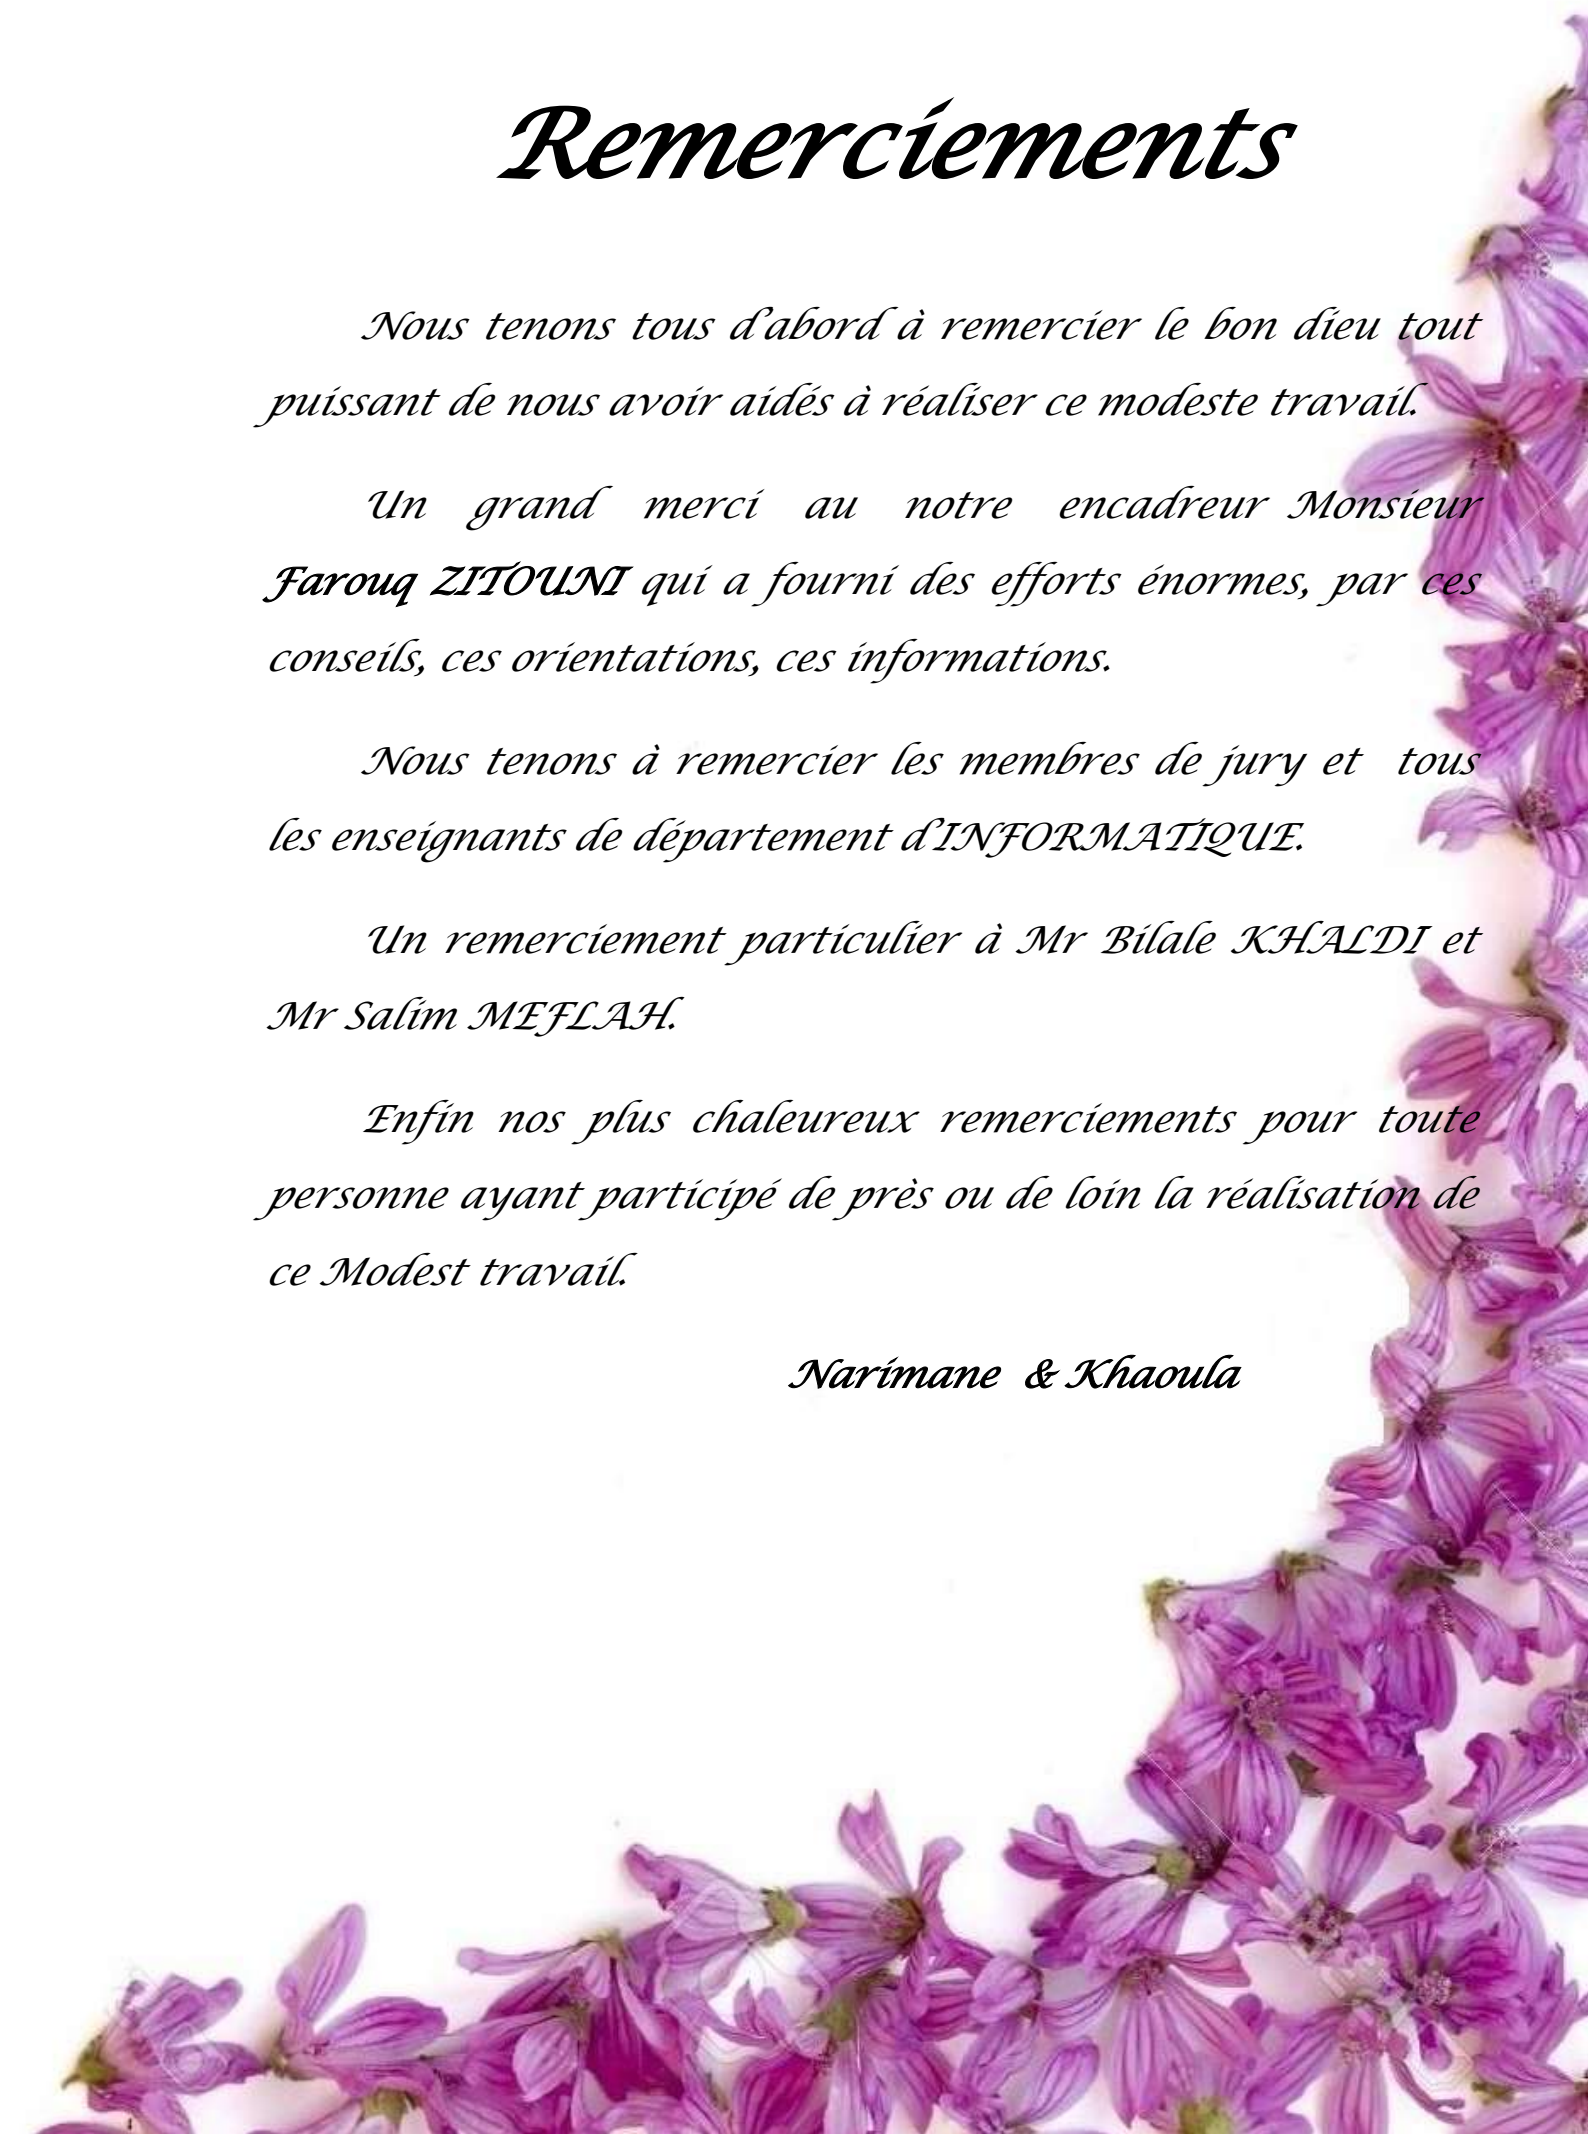 Remerciements
Nous tenons tous d'abord à remercier le bon dieu tout
puissant de nous avoir aidés à réaliser ce modeste travail.
Un grand merci au notre encadreur Monsieur
Farouq ZITOUNI qui a fourni des efforts énormes, par ces
conseils, ces orientations, ces informations.
Nous tenons à remercier les membres de jury et tous
les enseignants de département d'INFORMATIQUE.
Un remerciement particulier à Mr Bilale KHALDI et
Mr Salim MEFLAH.
Enfin nos plus chaleureux remerciements pour toute
personne ayant participé de près ou de loin la réalisation de
ce Modest travail.
Narimane & Khaoula